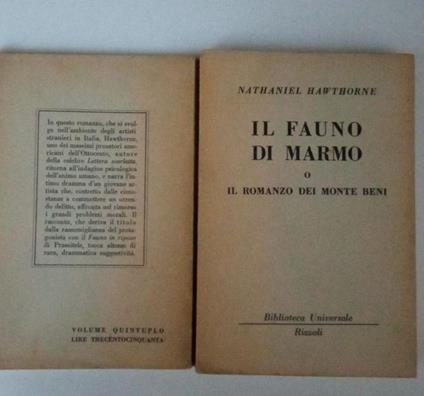 In questo romanzo, che si svol-
ge nell'ambiente degli artisti
stranieri in Italia, Hawthorne,
uno dei massimi prosatori ame-
ricani dell'Ottocento, autore
della celebre Lettera scarlatta,
ritorna all'indagine psicologica
dell'animo umano, e narra l'in-
timo dramma d'un giovane ar-
tista che, costretto dalle circo-
stanze a commettere un orren-
do delitto, affronta nel rimorso
i grandi problemi morali. Il
racconto, che deriva il titolo
dalla rassomiglianza del prota-
gonista con il Fauno in riposo
di Prassitele, tocca altezze di
rara, drammatica suggestività.
VOLUME QUINTUPLO
LIRE TRECENTOCINQUANTA
NATHANIEL HAWTHORNE
IL FAUNO
DI MARMO
O
IL ROMANZO DEI MONTE BENI
Biblioteca Universale
Rizzoli